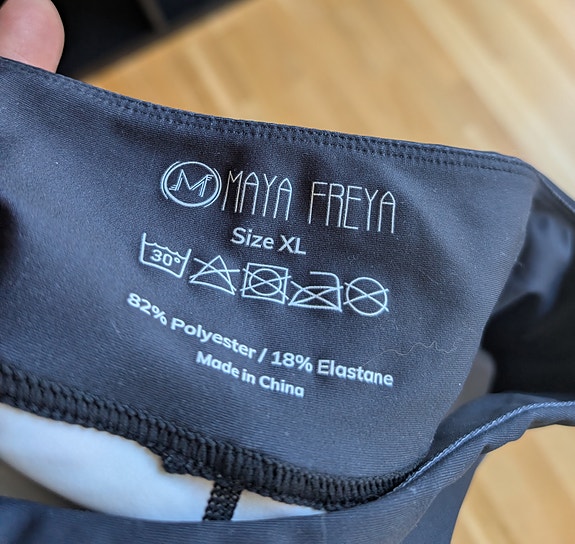 M MAYA FREYA
Size XL
30°
82% Polyester / 18% Elastane
Made in China